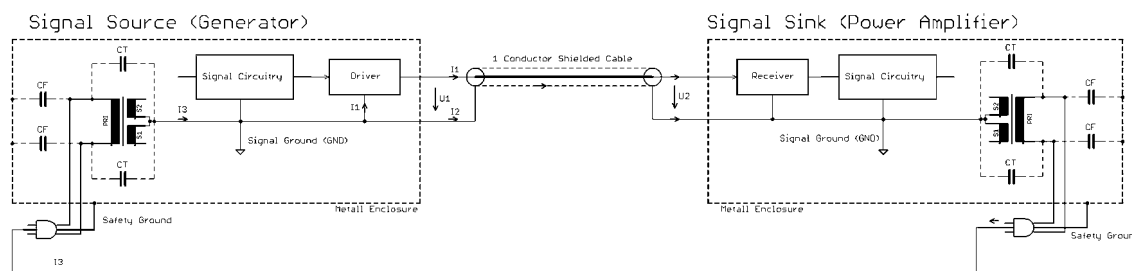 Signal Source (Generator)
Signal Sink (Power Amplifier)
CT
CF
CF
PRI
S2
S1
CT
I3
Signal Circuitry
Driver
I1
Signal Ground (GND)
I1
U1
I2
1 Conductor Shielded Cable
U2
Receiver
Signal Circuitry
Signal Ground (GND)
CT
S2
S1
PRI
CF
CF
CT
Safety Ground
Metall Enclosure
Metall Enclosure
Safety Groun
I3